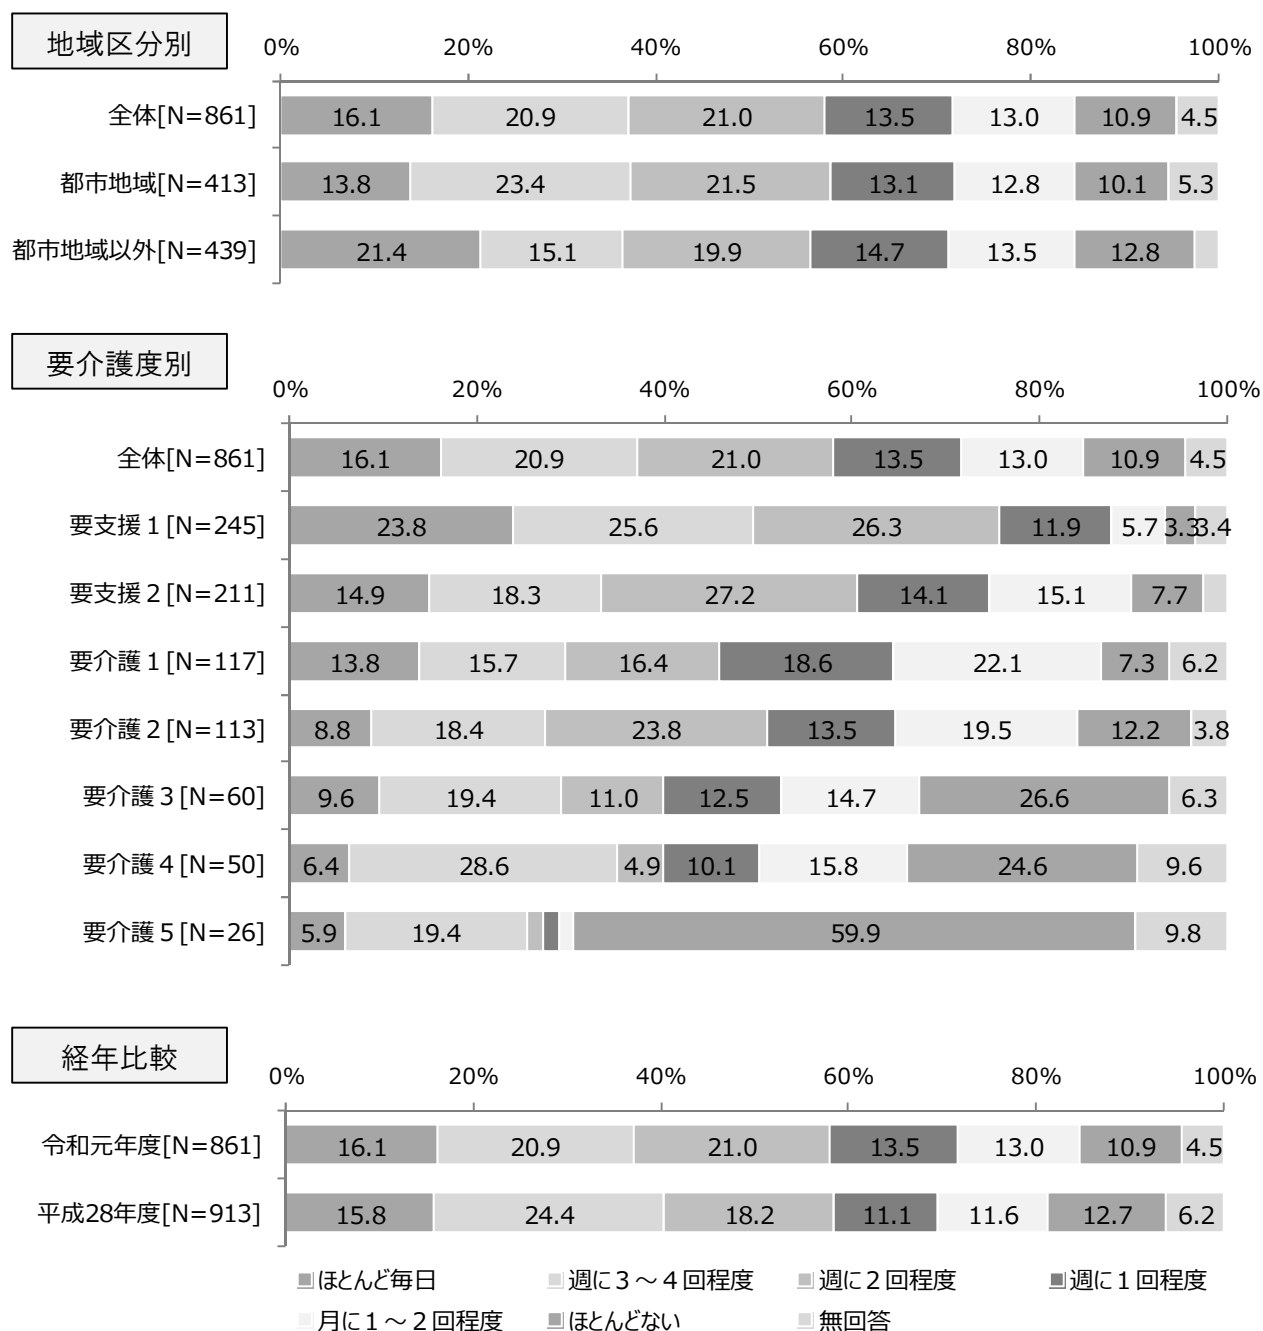 地域区分別
0% 20% 40% 60% 80% 100%
全体[N=861] 16.1 20.9 21.0 13.5 13.0 10.9 4.5
都市地域[N=413] 13.8 23.4 21.5 13.1 12.8 10.1 5.3
都市地域以外[N=439] 21.4 15.1 19.9 14.7 13.5 12.8
要介護度別
0% 20% 40% 60% 80% 100%
全体[N=861] 16.1 20.9 21.0 13.5 13.0 10.9 4.5
要支援1[N=245] 23.8 25.6 26.3 11.9 5.7 3.3 3.4
要支援2[N=211] 14.9 18.3 27.2 14.1 15.1 7.7
要介護1[N=117] 13.8 15.7 16.4 18.6 22.1 7.3 6.2
要介護2[N=113] 8.8 18.4 23.8 13.5 19.5 12.2 3.8
要介護3[N=60] 9.6 19.4 11.0 12.5 14.7 26.6 6.3
要介護4[N=50] 6.4 28.6 4.9 10.1 15.8 24.6 9.6
要介護5[N=26] 5.9 19.4 59.9 9.8
経年比較
0% 20% 40% 60% 80% 100%
令和元年度[N=861] 16.1 20.9 21.0 13.5 13.0 10.9 4.5
平成28年度[N=913] 15.8 24.4 18.2 11.1 11.6 12.7 6.2
ほとんど毎日 週に3～4回程度 週に2回程度 週に1回程度
月に1～2回程度 ほとんどない 無回答